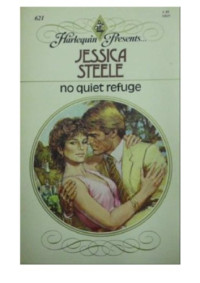 621
Harlequin Presents...
JESSICA
STEELE
no quiet refuge